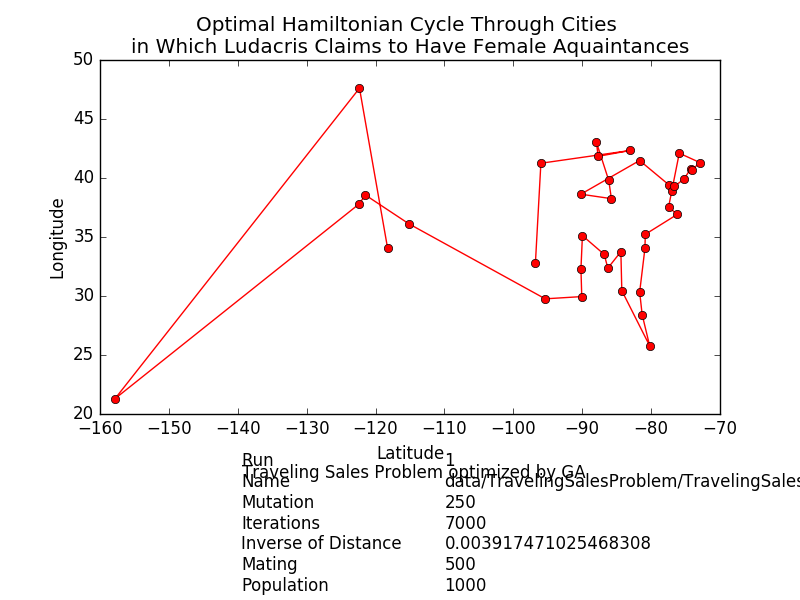 Optimal Hamiltonian Cycle Through Cities
in Which Ludacris Claims to Have Female Aquaintances
50
45
40
35
30
25
20
Longitude
−160 −150 −140 −130 −120 −110 −100 −90 −80 −70
Latitude
Run 1
Traveling Sales Problem optimized by GA
Name data/TravelingSalesProblem/TravelingSales
Mutation 250
Iterations 7000
Inverse of Distance 0.003917471025468308
Mating 500
Population 1000